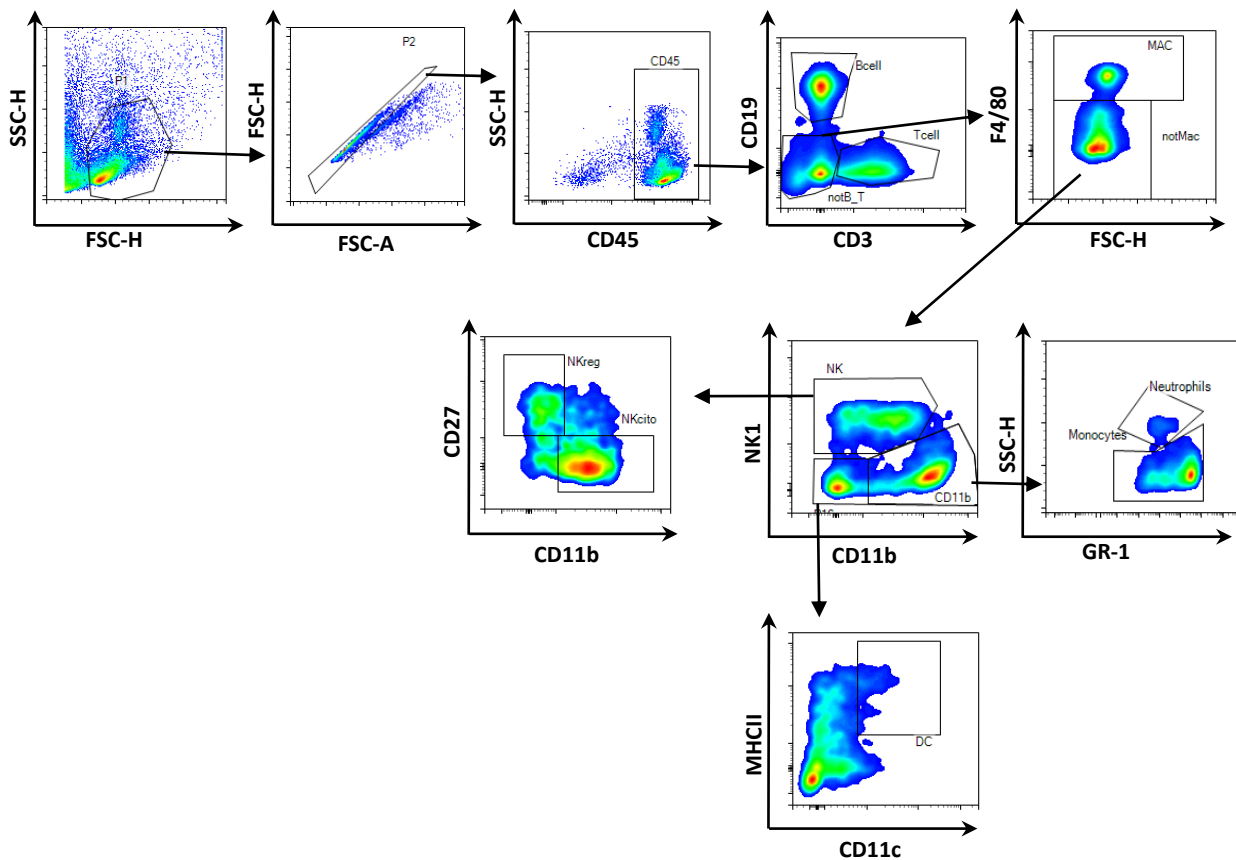 SSC-H
P1
FSC-H
FSC-H
P2
FSC-A
SSC-H
CD45
CD45
CD19
Bcell
Tcell
notB_T
CD3
F4/80
MAC
notMac
FSC-H
CD27
NKreg
NKcito
CD11b
NK1
NK
CD11b
CD11b
SSC-H
Neutrophils
Monocytes
GR-1
MHCII
DC
CD11c